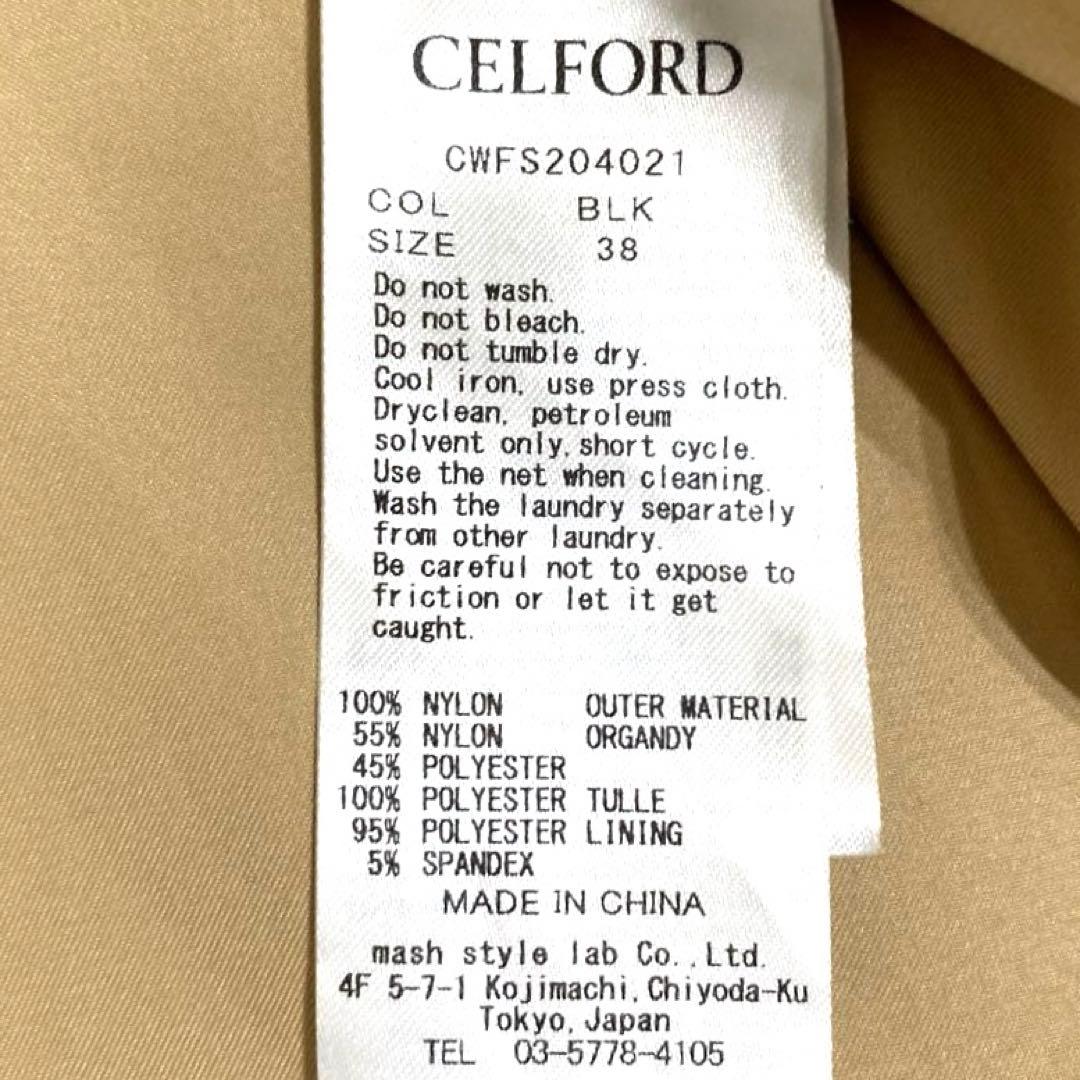 CELFORD
CWFS204021
COL BLK
SIZE 38
Do not wash.
Do not bleach.
Do not tumble dry.
Cool iron, use press cloth.
Dryclean, petroleum
solvent only, short cycle.
Use the net when cleaning.
Wash the laundry separately
from other laundry.
Be careful not to expose to
friction or let it get
caught.
100% NYLON OUTER MATERIAL
55% NYLON ORGANDY
45% POLYESTER
100% POLYESTER TULLE
95% POLYESTER LINING
5% SPANDEX
MADE IN CHINA
mash style lab Co., Ltd.
4F 5-7-1 Kojimachi, Chiyoda-Ku
Tokyo, Japan
TEL 03-5778-4105